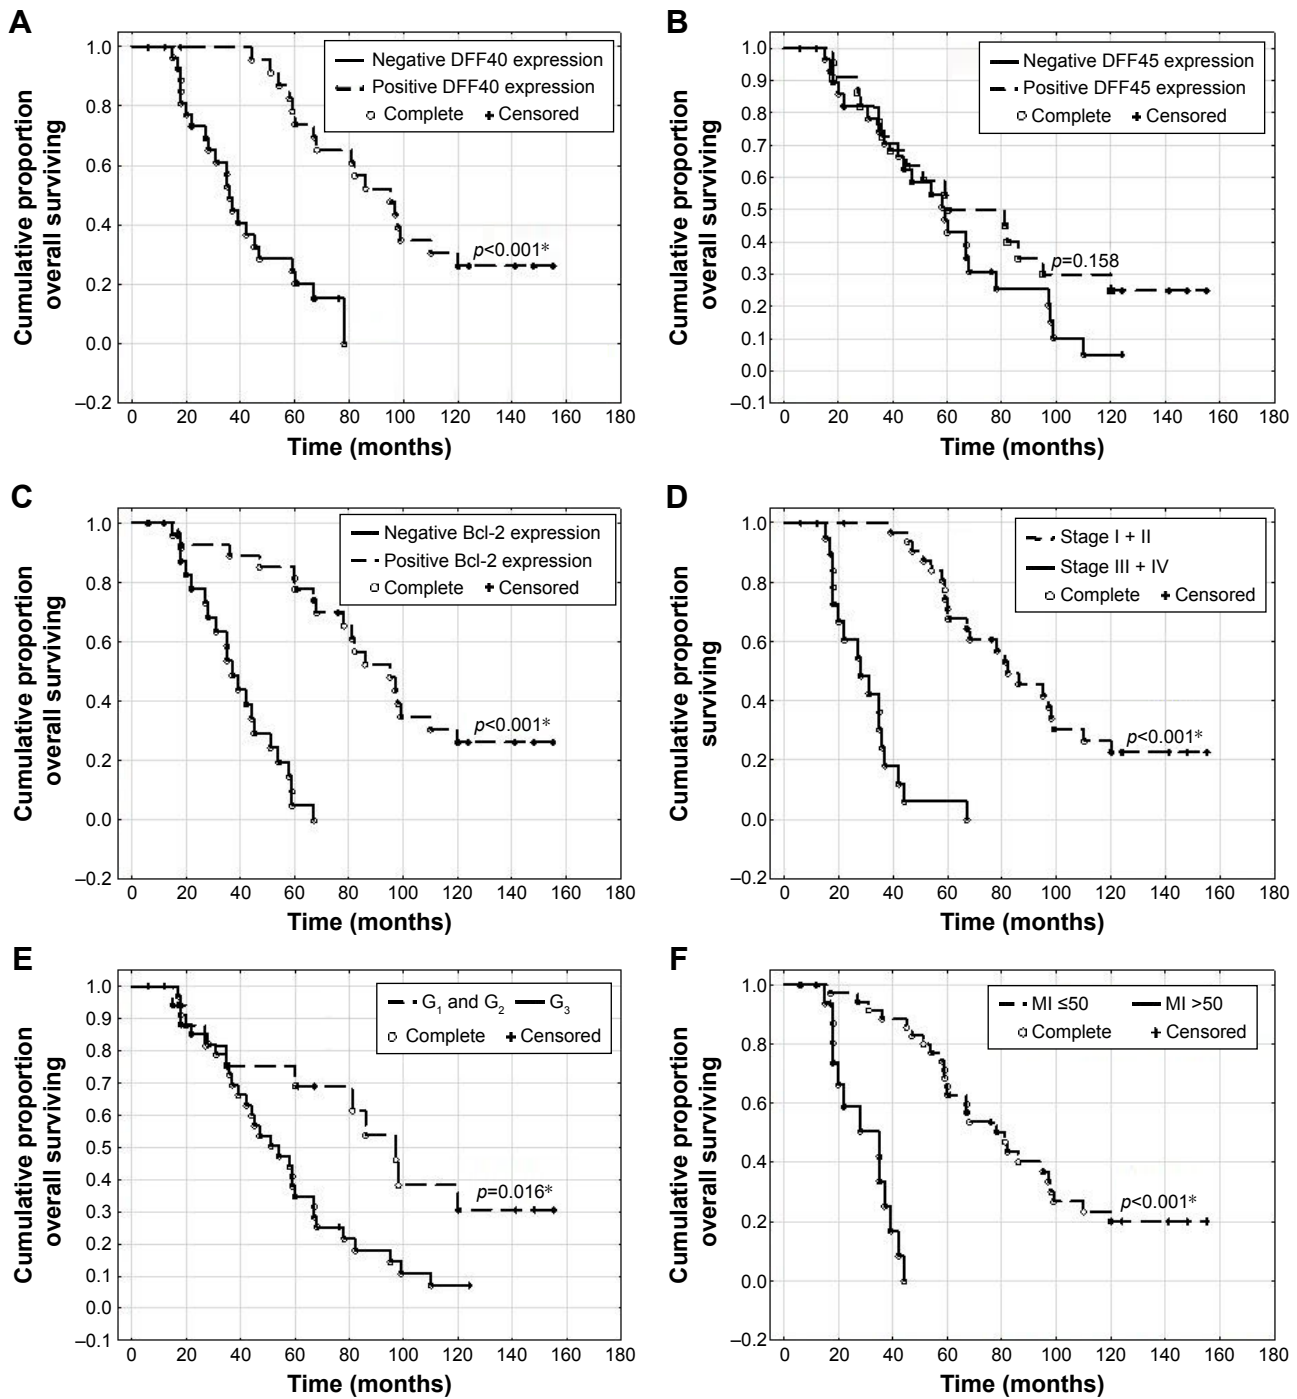 A
Cumulative proportion
overall surviving
1.0
0.8
0.6
0.4
0.2
0.0
–0.2
Negative DFF40 expression
Positive DFF40 expression
Complete Censored
p<0.001*
0 20 40 60 80 100 120 140 160 180
Time (months)
B
Cumulative proportion
overall surviving
1.0
0.9
0.8
0.7
0.6
0.5
0.4
0.3
0.2
0.1
0.0
–0.1
Negative DFF45 expression
Positive DFF45 expression
Complete Censored
p=0.158
0 20 40 60 80 100 120 140 160 180
Time (months)
C
Cumulative proportion
overall surviving
1.0
0.8
0.6
0.4
0.2
0.0
–0.2
Negative Bcl-2 expression
Positive Bcl-2 expression
Complete Censored
p<0.001*
0 20 40 60 80 100 120 140 160 180
Time (months)
D
Cumulative proportion
surviving
1.0
0.8
0.6
0.4
0.2
0.0
–0.2
Stage I + II
Stage III + IV
Complete Censored
p<0.001*
0 20 40 60 80 100 120 140 160 180
Time (months)
E
Cumulative proportion
overall surviving
1.0
0.9
0.8
0.7
0.6
0.5
0.4
0.3
0.2
0.1
0.0
–0.1
G₁ and G₂ G₃
Complete Censored
p=0.016*
0 20 40 60 80 100 120 140 160 180
Time (months)
F
Cumulative proportion
overall surviving
1.0
0.8
0.6
0.4
0.2
0.0
–0.2
MI ≤50 MI >50
Complete Censored
p<0.001*
0 20 40 60 80 100 120 140 160 180
Time (months)